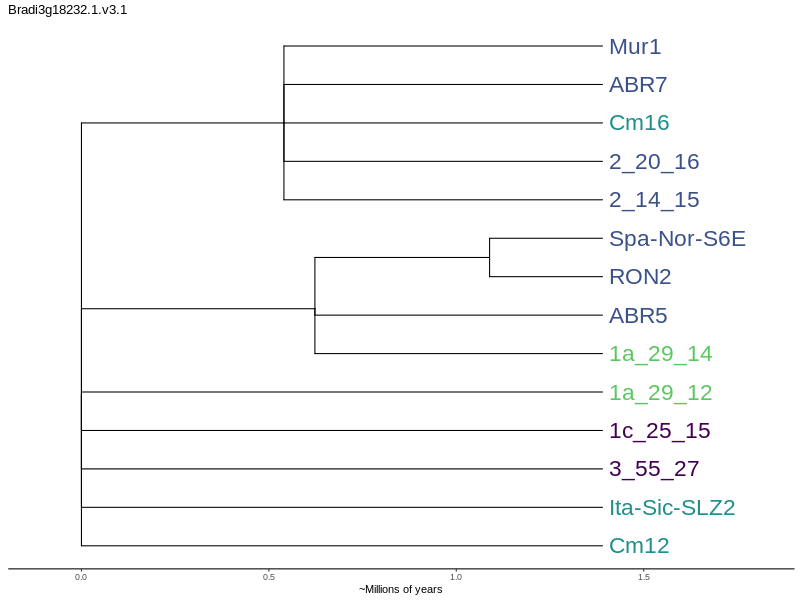 Bradi3g18232.1.v3.1
Mur1
ABR7
Cm16
2_20_16
2_14_15
Spa-Nor-S6E
RON2
ABR5
1a_29_14
1a_29_12
1c_25_15
3_55_27
Ita-Sic-SLZ2
Cm12
0.0 0.5 1.0 1.5
~Millions of years